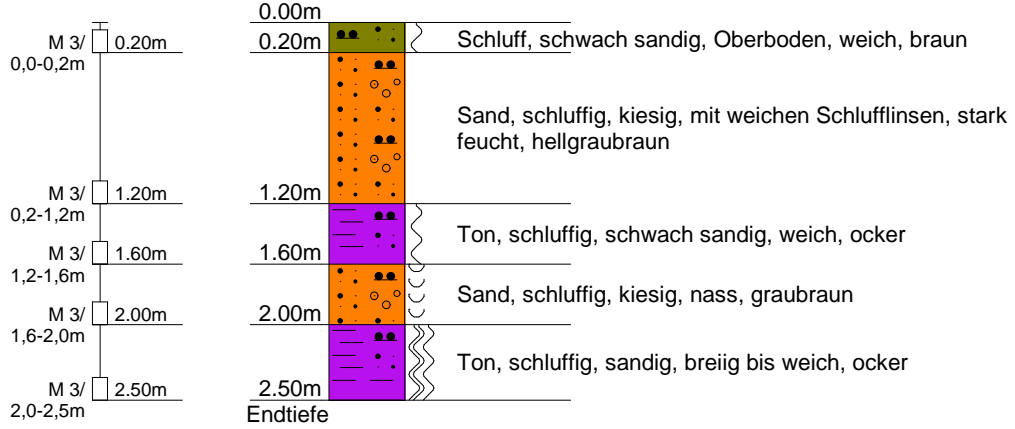 0.00m
M 3/ 0.20m 0.20m Schluff, schwach sandig, Oberboden, weich, braun
0,0-0,2m
Sand, schluffig, kiesig, mit weichen Schlufflinsen, stark
feucht, hellgraubraun
M 3/ 1.20m 1.20m
0,2-1,2m
Ton, schluffig, schwach sandig, weich, ocker
M 3/ 1.60m 1.60m
1,2-1,6m
Sand, schluffig, kiesig, nass, graubraun
M 3/ 2.00m 2.00m
1,6-2,0m
Ton, schluffig, sandig, breiig bis weich, ocker
M 3/ 2.50m 2.50m
2,0-2,5m Endtiefe